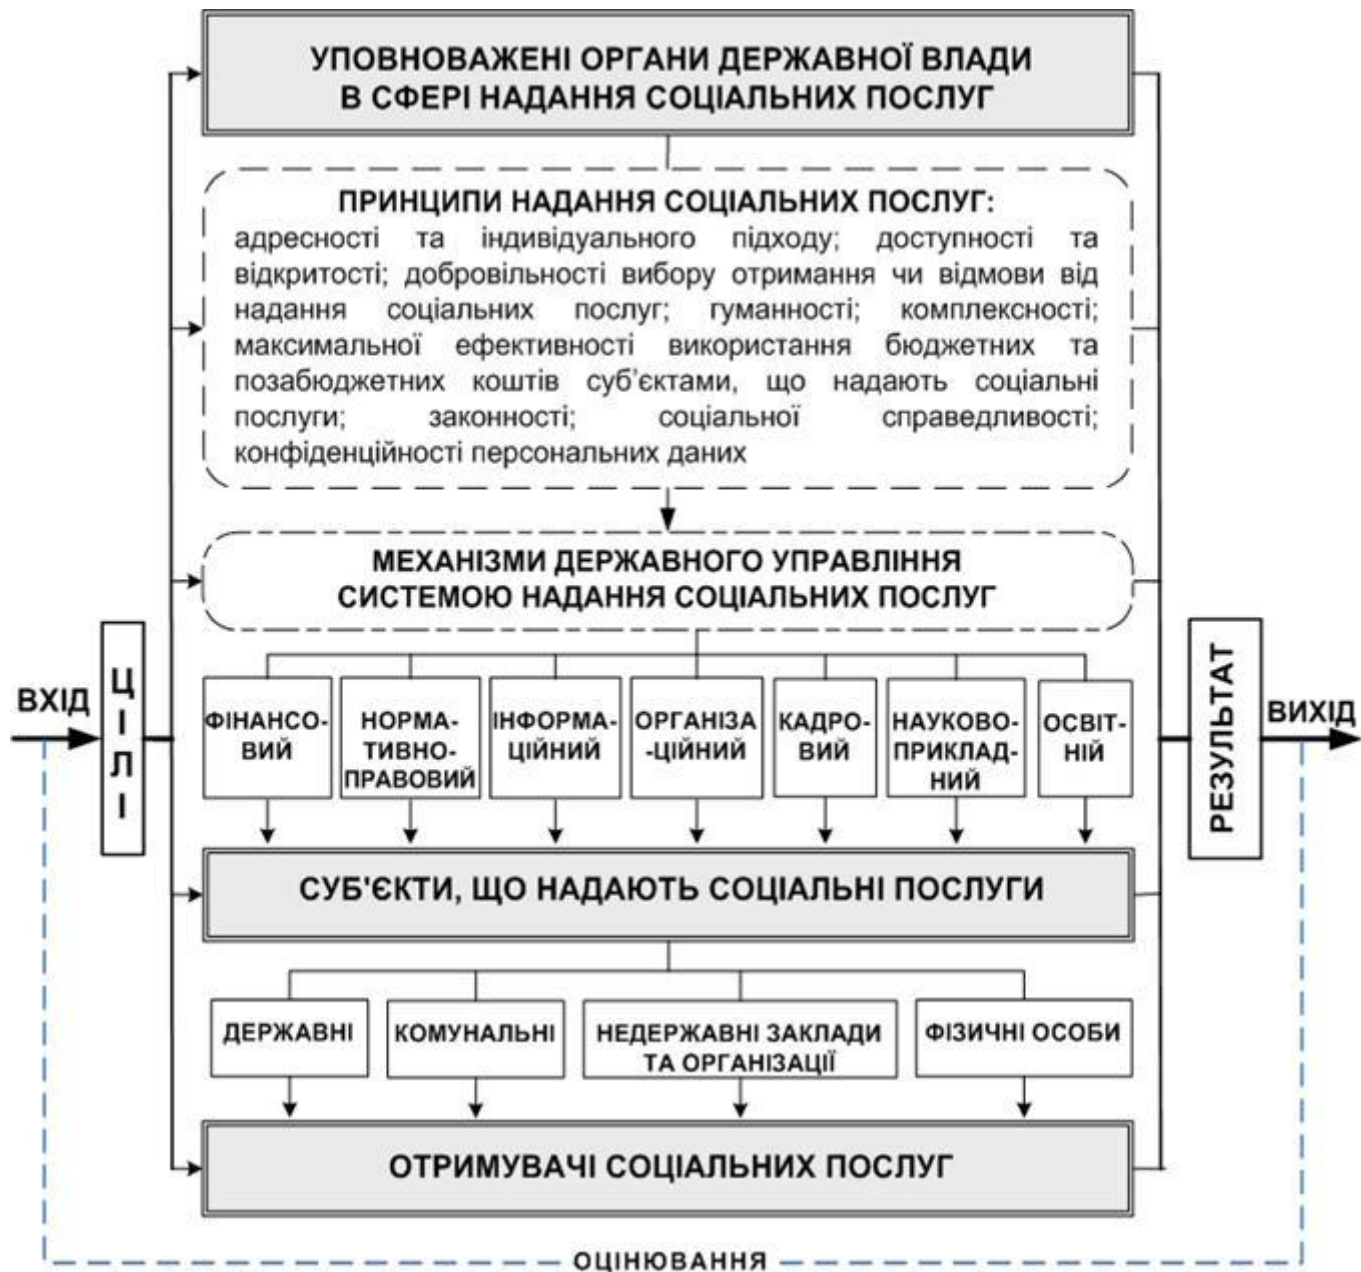 УПОВНОВАЖЕНІ ОРГАНИ ДЕРЖАВНОЇ ВЛАДИ
В СФЕРІ НАДАННЯ СОЦІАЛЬНИХ ПОСЛУГ
ПРИНЦИПИ НАДАННЯ СОЦІАЛЬНИХ ПОСЛУГ:
адресності та індивідуального підходу; доступності та
відкритості; добровільності вибору отримання чи відмови від
надання соціальних послуг; гуманності; комплексності;
максимальної ефективності використання бюджетних та
позабюджетних коштів суб’єктами, що надають соціальні
послуги; законності; соціальної справедливості;
конфіденційності персональних даних
МЕХАНІЗМИ ДЕРЖАВНОГО УПРАВЛІННЯ
СИСТЕМОЮ НАДАННЯ СОЦІАЛЬНИХ ПОСЛУГ
ВХІД
ЦІЛІ
ФІНАНСО-
ВИЙ
НОРМА-
ТИВНО-
ПРАВОВИЙ
ІНФОРМА-
ЦІЙНИЙ
ОРГАНІЗА
-ЦІЙНИЙ
КАДРО-
ВИЙ
НАУКОВО-
ПРИКЛАД-
НИЙ
ОСВІТ-
НІЙ
РЕЗУЛЬТАТ
ВИХІД
СУБ'ЄКТИ, ЩО НАДАЮТЬ СОЦІАЛЬНІ ПОСЛУГИ
ДЕРЖАВНІ
КОМУНАЛЬНІ
НЕДЕРЖАВНІ ЗАКЛАДИ
ТА ОРГАНІЗАЦІЇ
ФІЗИЧНІ ОСОБИ
ОТРИМУВАЧІ СОЦІАЛЬНИХ ПОСЛУГ
ОЦІНЮВАННЯ